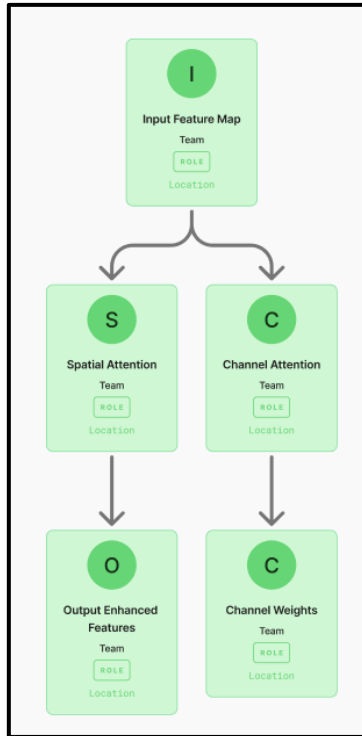 I
Input Feature Map
Team
ROLE
Location
S
Spatial Attention
Team
ROLE
Location
C
Channel Attention
Team
ROLE
Location
O
Output Enhanced
Features
Team
ROLE
Location
C
Channel Weights
Team
ROLE
Location